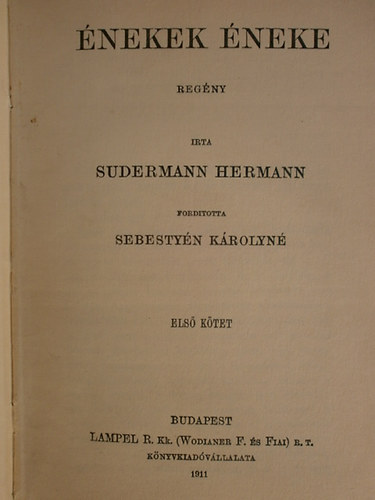 ÉNEKEK ÉNEKE
REGÉNY
IRTA
SUDERMANN HERMANN
FORDITOTTA
SEBESTYÉN KÁROLYNÉ
ELSŐ KÖTET
BUDAPEST
LAMPEL R. Kk. (WODIANER F. ÉS FIAI) R. T.
KÖNYVKIADÓVÁLLALATA
1911